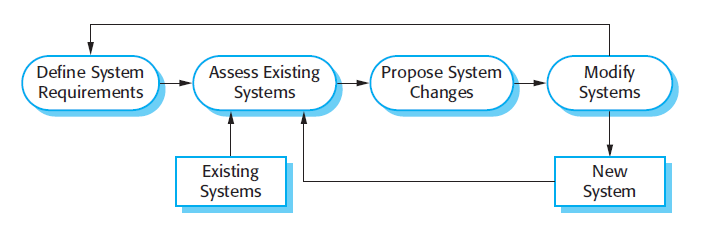 Define System
Requirements
Assess Existing
Systems
Propose System
Changes
Modify
Systems
Existing
Systems
New
System